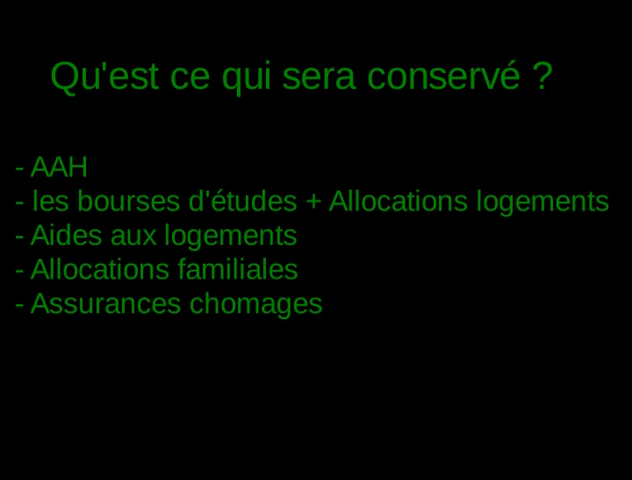 Qu'est ce qui sera conservé ?
- AAH
- les bourses d'études + Allocations logements
- Aides aux logements
- Allocations familiales
- Assurances chomages